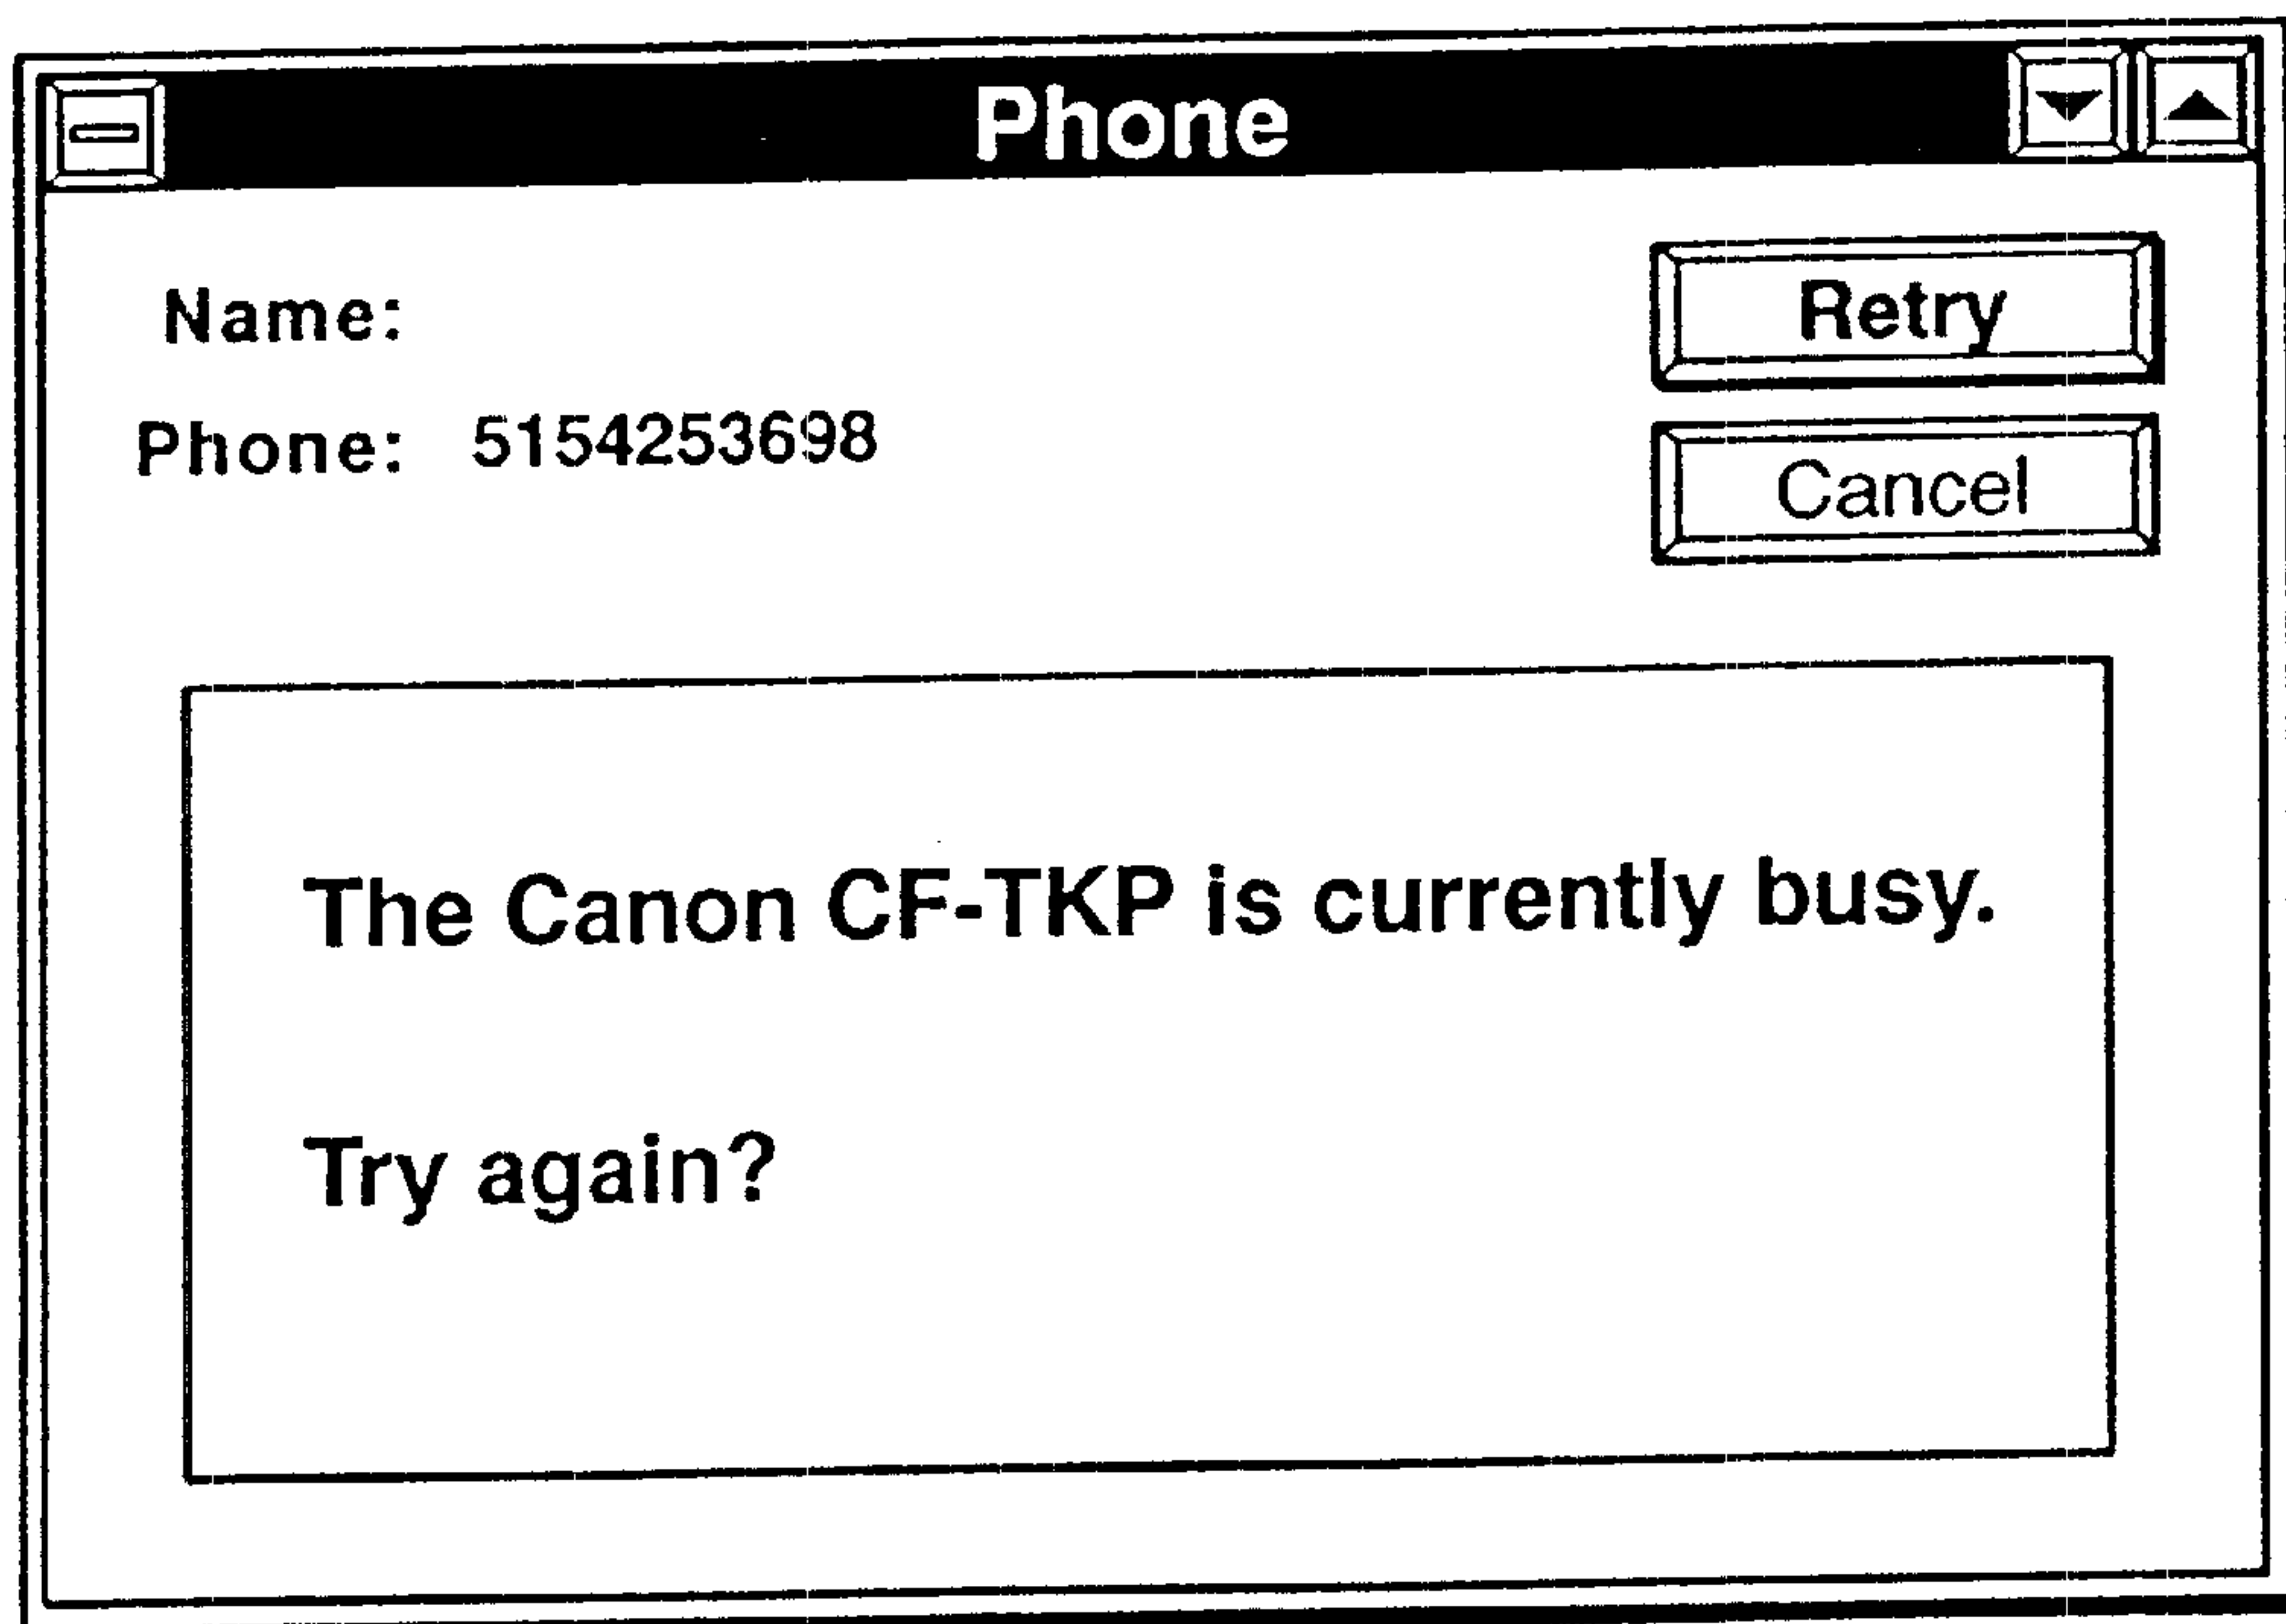 Phone
Name:
Retry
Phone: 5154253698
Cancel
The Canon CF-TKP is currently busy.
Try again?